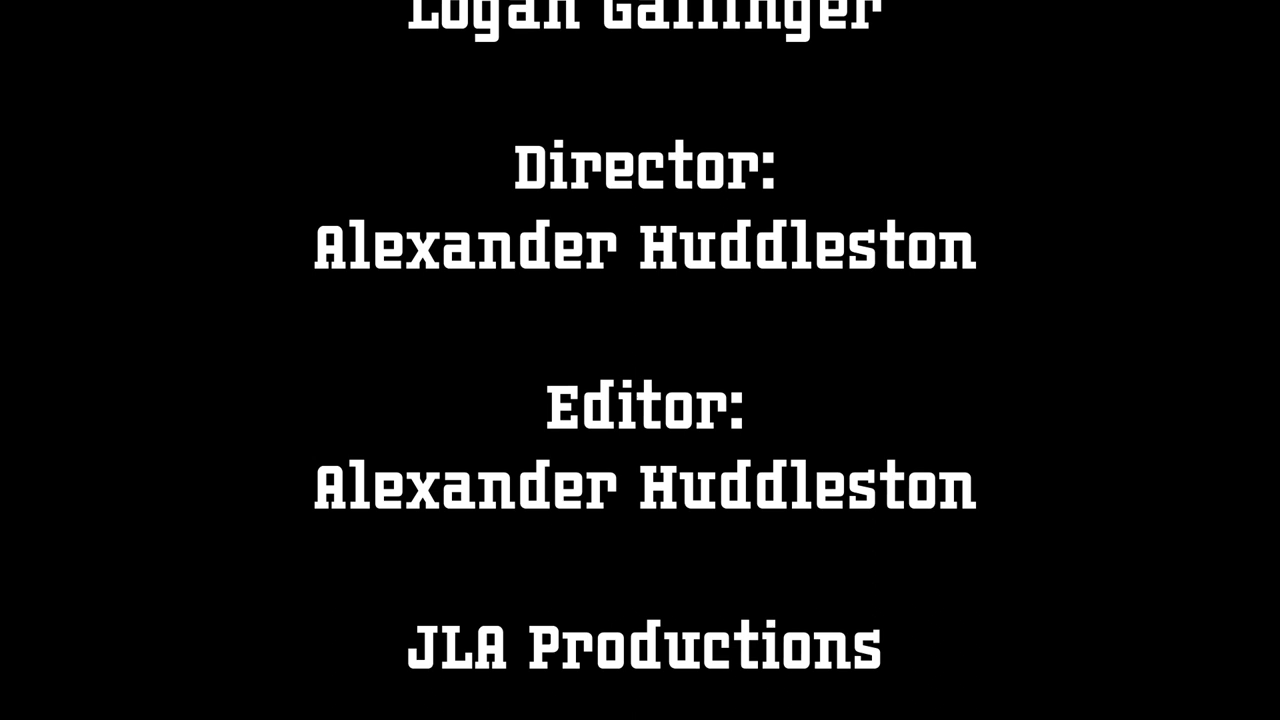 Logan Gallinger
Director:
Alexander Huddleston
Editor:
Alexander Huddleston
JLA Productions